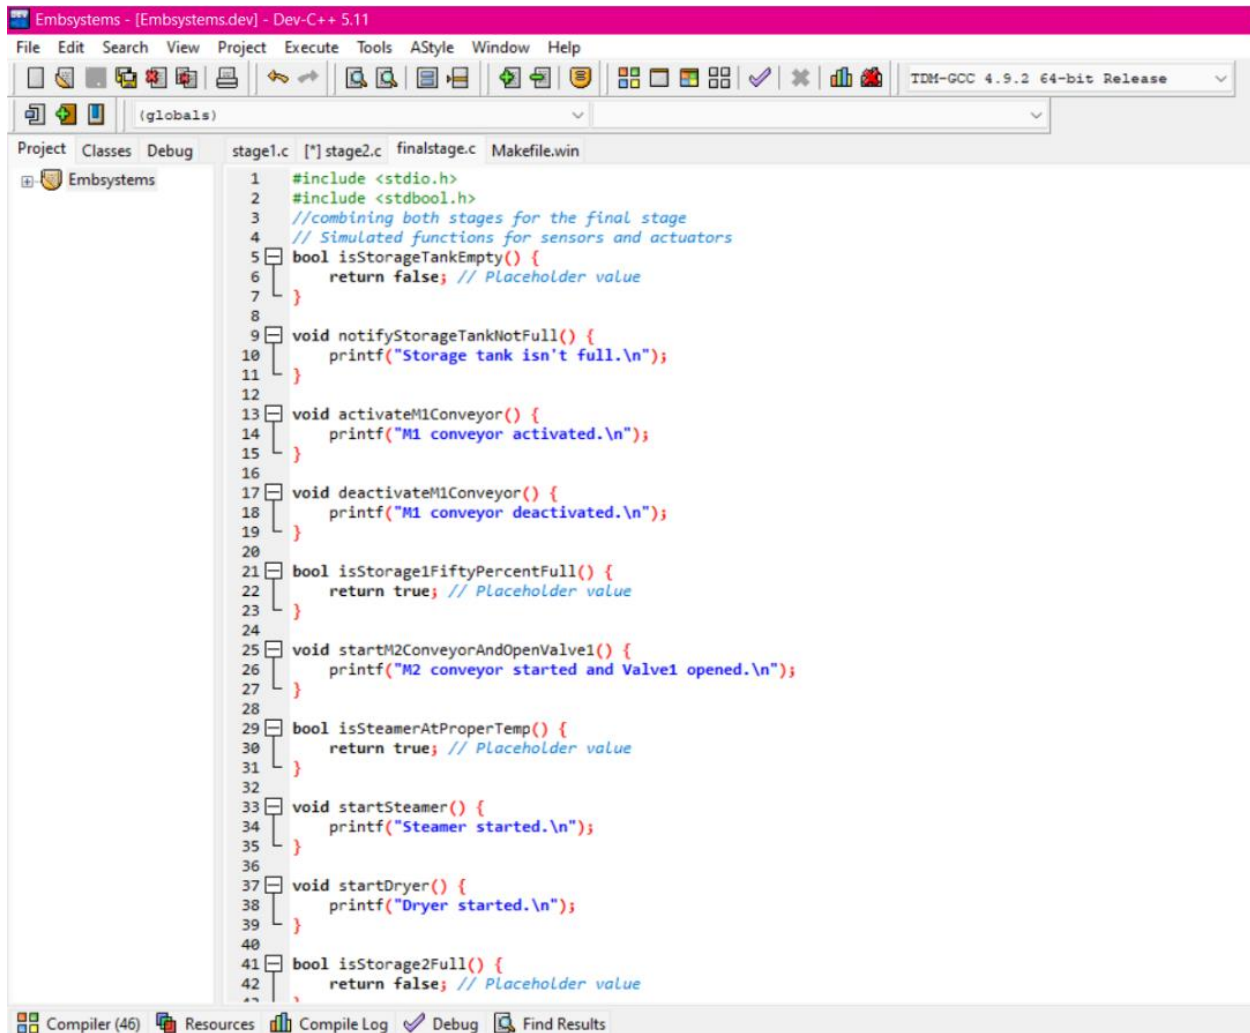 Embsystems - [Embsystems.dev] - Dev-C++ 5.11
File Edit Search View Project Execute Tools AStyle Window Help
TDM-GCC 4.9.2 64-bit Release
(globals)
Project Classes Debug stage1.c [*] stage2.c finalstage.c Makefile.win
Embsystems
1 #include <stdio.h>
2 #include <stdbool.h>
3 //combining both stages for the final stage
4 // Simulated functions for sensors and actuators
5 bool isStorageTankEmpty() {
6 return false; // Placeholder value
7 }
8
9 void notifyStorageTankNotFull() {
10 printf("Storage tank isn't full.\n");
11 }
12
13 void activateM1Conveyor() {
14 printf("M1 conveyor activated.\n");
15 }
16
17 void deactivateM1Conveyor() {
18 printf("M1 conveyor deactivated.\n");
19 }
20
21 bool isStorage1FiftyPercentFull() {
22 return true; // Placeholder value
23 }
24
25 void startM2ConveyorAndOpenValve1() {
26 printf("M2 conveyor started and Valve1 opened.\n");
27 }
28
29 bool isSteamerAtProperTemp() {
30 return true; // Placeholder value
31 }
32
33 void startSteamer() {
34 printf("Steamer started.\n");
35 }
36
37 void startDryer() {
38 printf("Dryer started.\n");
39 }
40
41 bool isStorage2Full() {
42 return false; // Placeholder value
Compiler (46) Resources Compile Log Debug Find Results